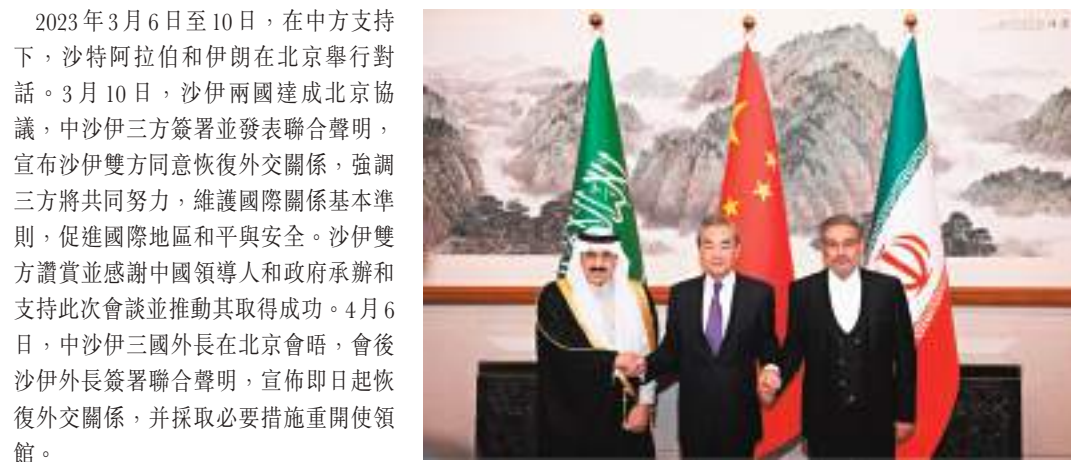 2023年3月6日至10日，在中方支持
下，沙特阿拉伯和伊朗在北京舉行對
話。3月10日，沙伊兩國達成北京協
議，中沙伊三方簽署並發表聯合聲明，
宣布沙伊雙方同意恢復外交關係，強調
三方將共同努力，維護國際關係基本準
則，促進國際地區和平與安全。沙伊雙
方讚賞並感謝中國領導人和政府承辦和
支持此次會談並推動其取得成功。4月6
日，中沙伊三國外長在北京會晤，會後
沙伊外長簽署聯合聲明，宣佈即日起恢
復外交關係，并採取必要措施重開使領
館。